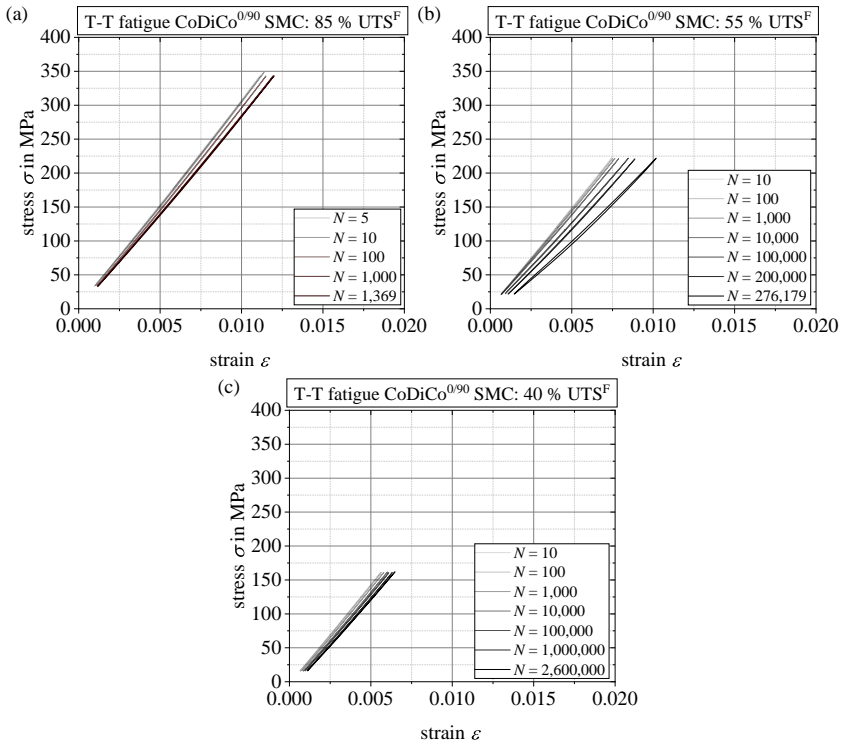 (a)
T-T fatigue CoDiCo0/90 SMC: 85 % UTSF
400
350
300
250
200
150
100
50
0
stress σ in MPa
N = 5
N = 10
N = 100
N = 1,000
N = 1,369
0.000 0.005 0.010 0.015 0.020
strain ε
(b)
T-T fatigue CoDiCo0/90 SMC: 55 % UTSF
400
350
300
250
200
150
100
50
0
stress σ in MPa
N = 10
N = 100
N = 1,000
N = 10,000
N = 100,000
N = 200,000
N = 276,179
0.000 0.005 0.010 0.015 0.020
strain ε
(c)
T-T fatigue CoDiCo0/90 SMC: 40 % UTSF
400
350
300
250
200
150
100
50
0
stress σ in MPa
N = 10
N = 100
N = 1,000
N = 10,000
N = 100,000
N = 1,000,000
N = 2,600,000
0.000 0.005 0.010 0.015 0.020
strain ε